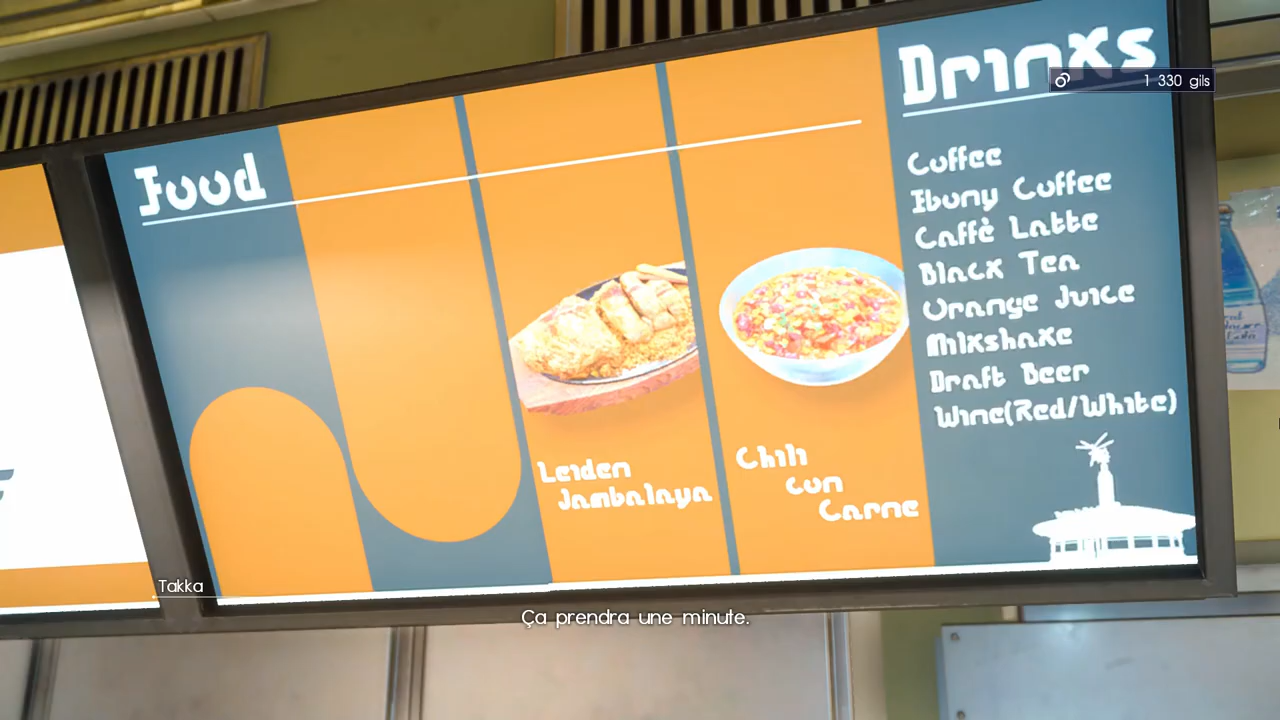 Food
Drinks
1 330 gils
Coffee
Ibony Coffee
Caffè Latte
Black Tea
Orange Juice
Milkshake
Draft Beer
Wine(Red/White)
Leiden
Jambalaya
Chili
con
Carne
Takka
Ça prendra une minute.